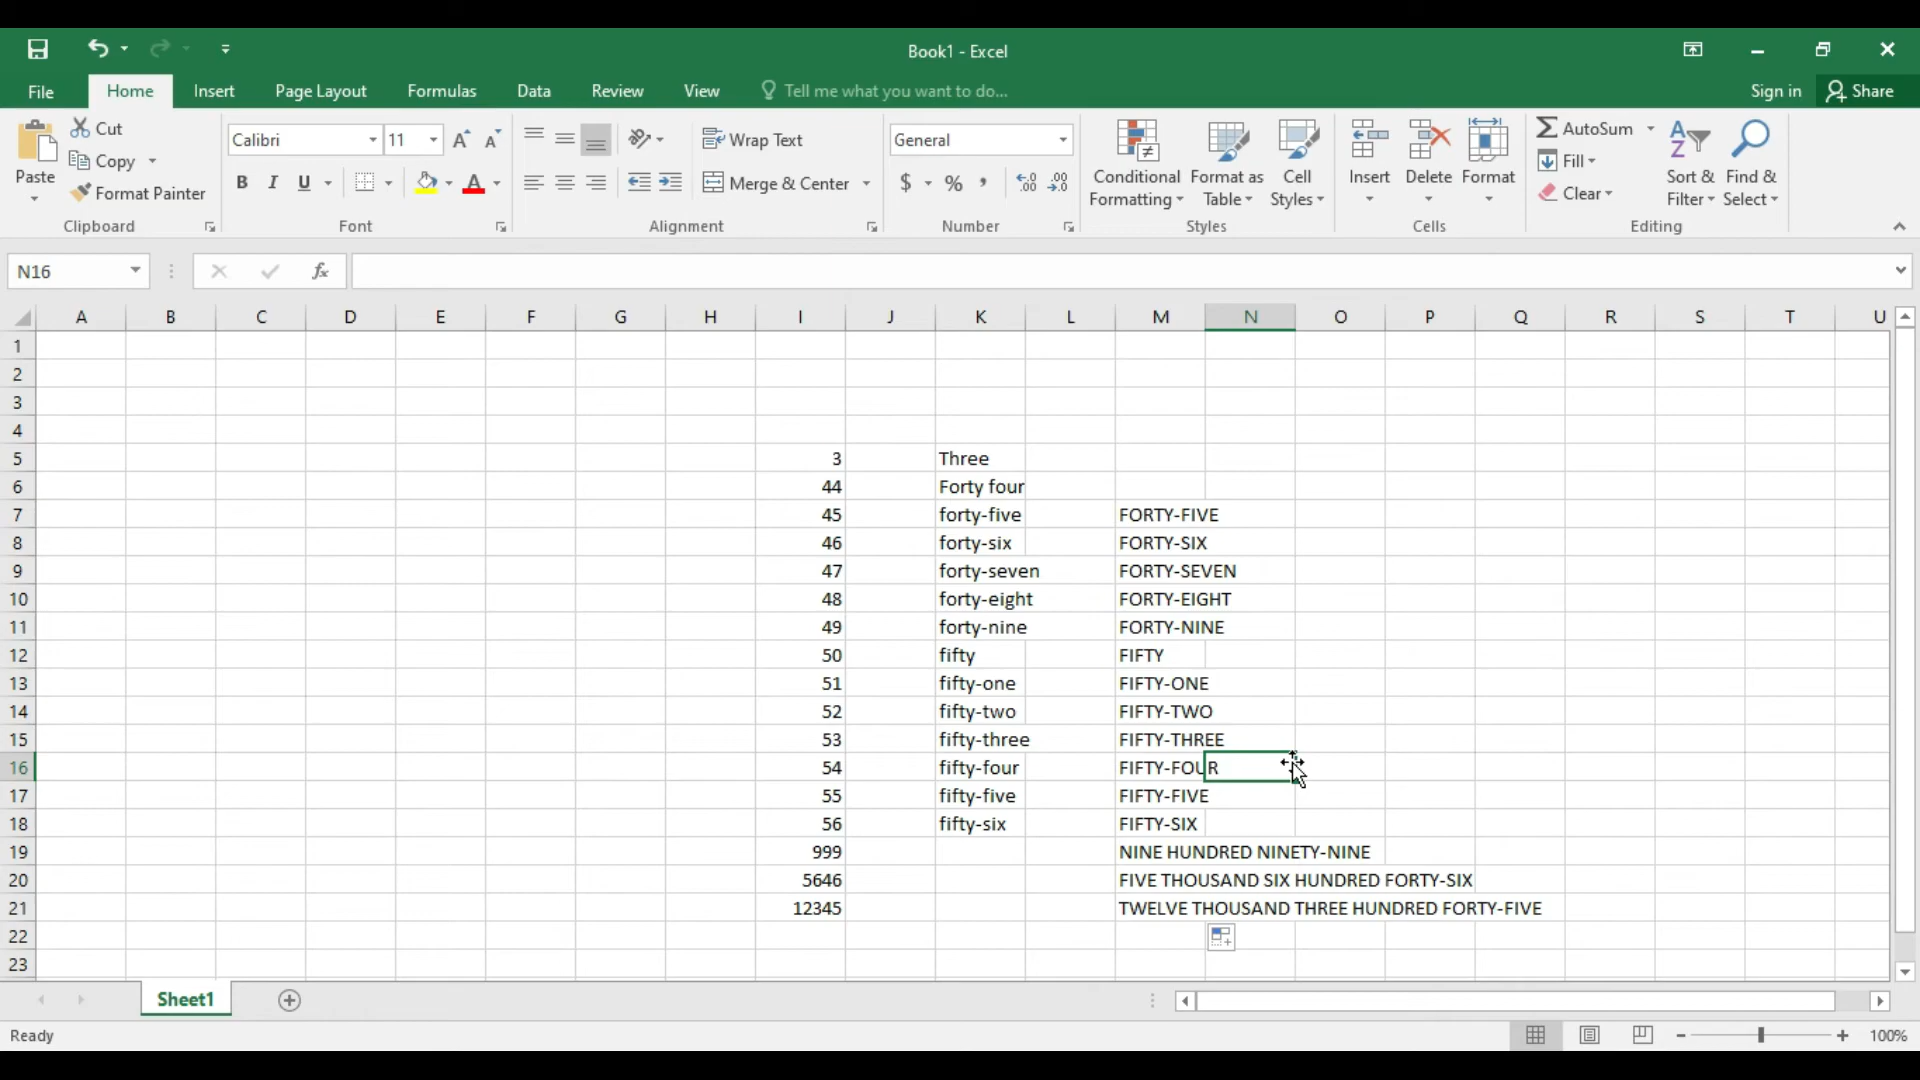 Book1 - Excel
File Home Insert Page Layout Formulas Data Review View Tell me what you want to do... Sign in Share
Paste Cut Copy Format Painter
Clipboard
Calibri 11
B I U A
Font
Wrap Text
Merge & Center
Alignment
General
$ % ,
Number
Conditional Formatting Format as Table Cell Styles
Styles
Insert Delete Format
Cells
AutoSum Fill Clear Sort & Filter Find & Select
Editing
N16 fx
A B C D E F G H I J K L M N O P Q R S T U
1
2
3
4
5 3 Three
6 44 Forty four
7 45 forty-five FORTY-FIVE
8 46 forty-six FORTY-SIX
9 47 forty-seven FORTY-SEVEN
10 48 forty-eight FORTY-EIGHT
11 49 forty-nine FORTY-NINE
12 50 fifty FIFTY
13 51 fifty-one FIFTY-ONE
14 52 fifty-two FIFTY-TWO
15 53 fifty-three FIFTY-THREE
16 54 fifty-four FIFTY-FOUR
17 55 fifty-five FIFTY-FIVE
18 56 fifty-six FIFTY-SIX
19 999 NINE HUNDRED NINETY-NINE
20 5646 FIVE THOUSAND SIX HUNDRED FORTY-SIX
21 12345 TWELVE THOUSAND THREE HUNDRED FORTY-FIVE
22
23
Sheet1
Ready 100%